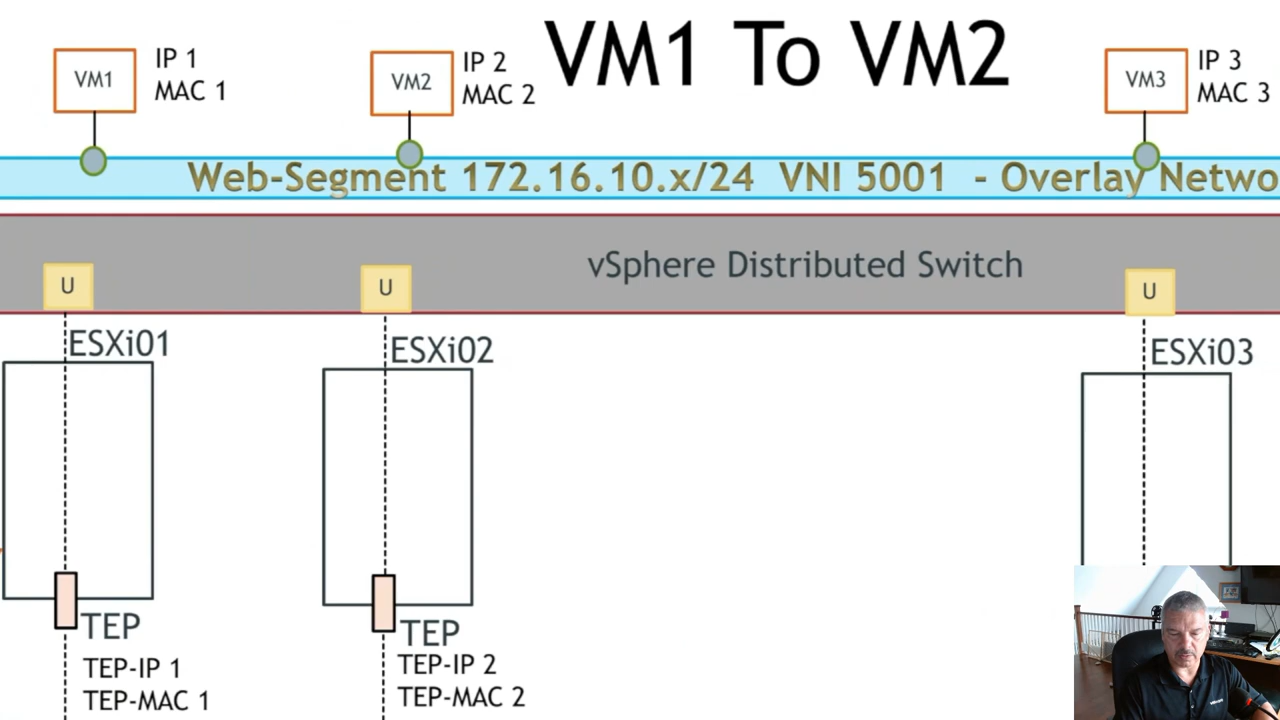 VM1 To VM2
VM1
IP 1
MAC 1
VM2
IP 2
MAC 2
VM3
IP 3
MAC 3
Web-Segment 172.16.10.x/24 VNI 5001 - Overlay Netwo
vSphere Distributed Switch
U
U
U
ESXi01
ESXi02
ESXi03
TEP
TEP-IP 1
TEP-MAC 1
TEP
TEP-IP 2
TEP-MAC 2